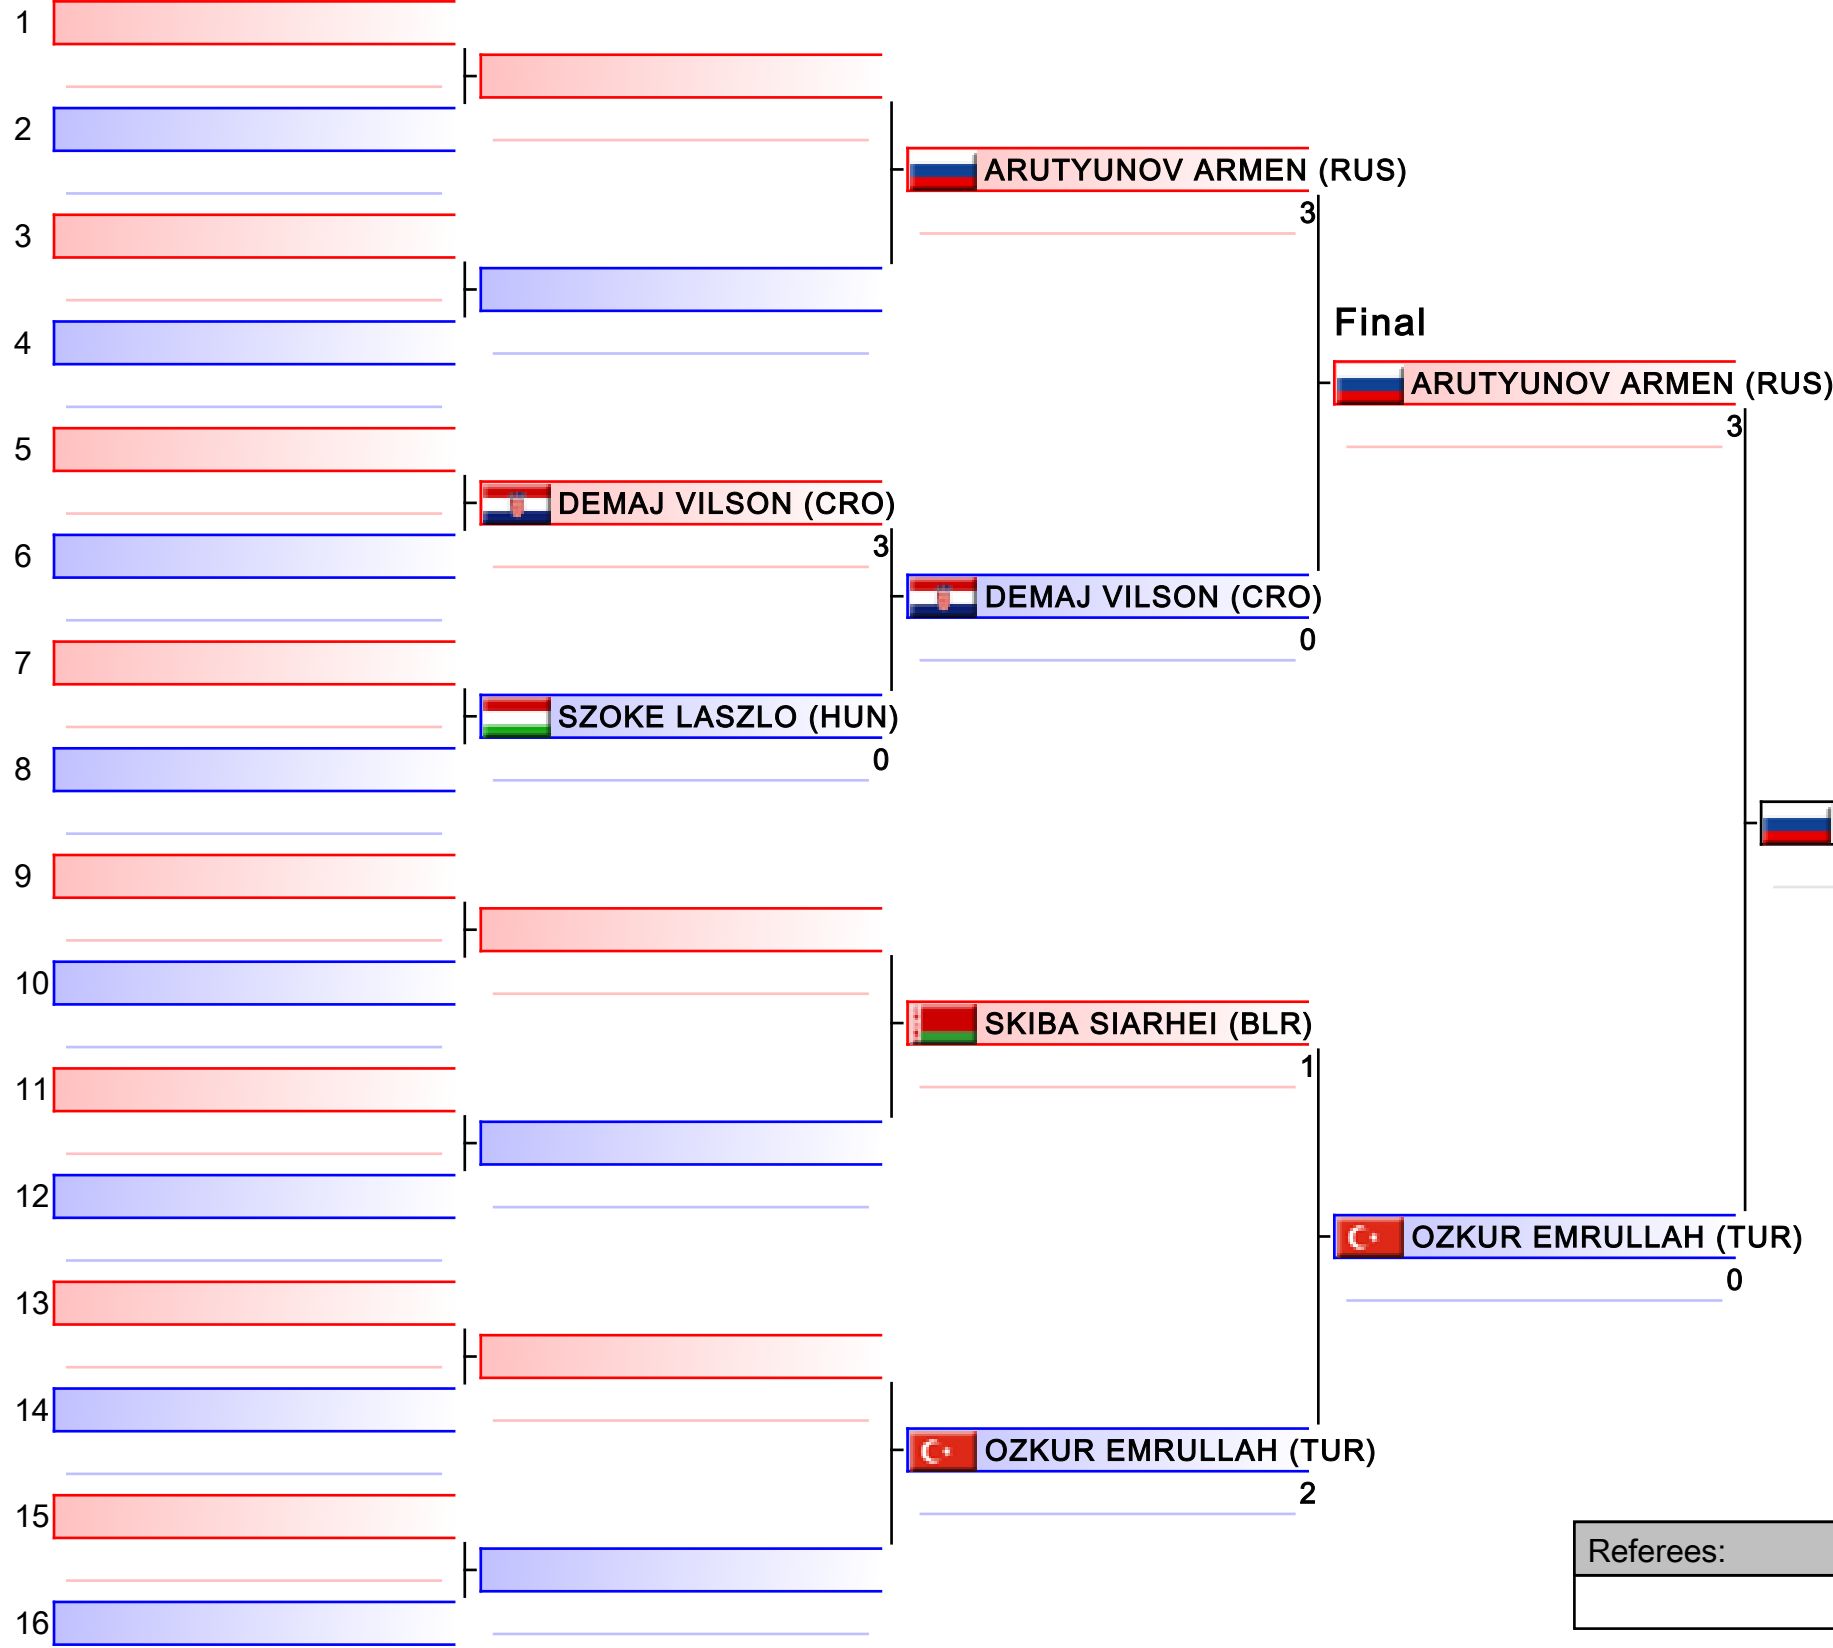 1
2
ARUTYUNOV ARMEN (RUS)
3
3
Final
4
ARUTYUNOV ARMEN (RUS)
3
5
DEMAJ VILSON (CRO)
3
6
DEMAJ VILSON (CRO)
0
7
SZOKE LASZLO (HUN)
0
8
9
10
SKIBA SIARHEI (BLR)
1
11
12
OZKUR EMRULLAH (TUR)
0
13
14
OZKUR EMRULLAH (TUR)
2
15
Referees:
16